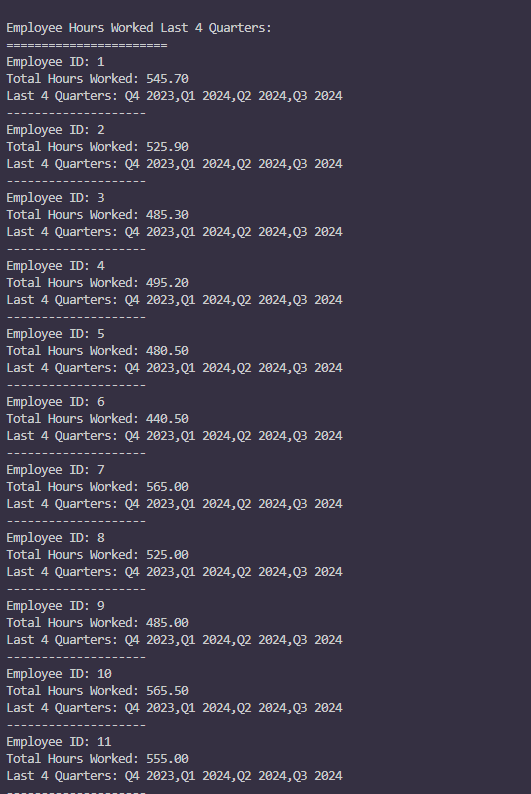 Employee Hours Worked Last 4 Quarters:
=======================
Employee ID: 1
Total Hours Worked: 545.70
Last 4 Quarters: Q4 2023,Q1 2024,Q2 2024,Q3 2024
--------------------
Employee ID: 2
Total Hours Worked: 525.90
Last 4 Quarters: Q4 2023,Q1 2024,Q2 2024,Q3 2024
--------------------
Employee ID: 3
Total Hours Worked: 485.30
Last 4 Quarters: Q4 2023,Q1 2024,Q2 2024,Q3 2024
--------------------
Employee ID: 4
Total Hours Worked: 495.20
Last 4 Quarters: Q4 2023,Q1 2024,Q2 2024,Q3 2024
--------------------
Employee ID: 5
Total Hours Worked: 480.50
Last 4 Quarters: Q4 2023,Q1 2024,Q2 2024,Q3 2024
--------------------
Employee ID: 6
Total Hours Worked: 440.50
Last 4 Quarters: Q4 2023,Q1 2024,Q2 2024,Q3 2024
--------------------
Employee ID: 7
Total Hours Worked: 565.00
Last 4 Quarters: Q4 2023,Q1 2024,Q2 2024,Q3 2024
--------------------
Employee ID: 8
Total Hours Worked: 525.00
Last 4 Quarters: Q4 2023,Q1 2024,Q2 2024,Q3 2024
--------------------
Employee ID: 9
Total Hours Worked: 485.00
Last 4 Quarters: Q4 2023,Q1 2024,Q2 2024,Q3 2024
--------------------
Employee ID: 10
Total Hours Worked: 565.50
Last 4 Quarters: Q4 2023,Q1 2024,Q2 2024,Q3 2024
--------------------
Employee ID: 11
Total Hours Worked: 555.00
Last 4 Quarters: Q4 2023,Q1 2024,Q2 2024,Q3 2024
--------------------